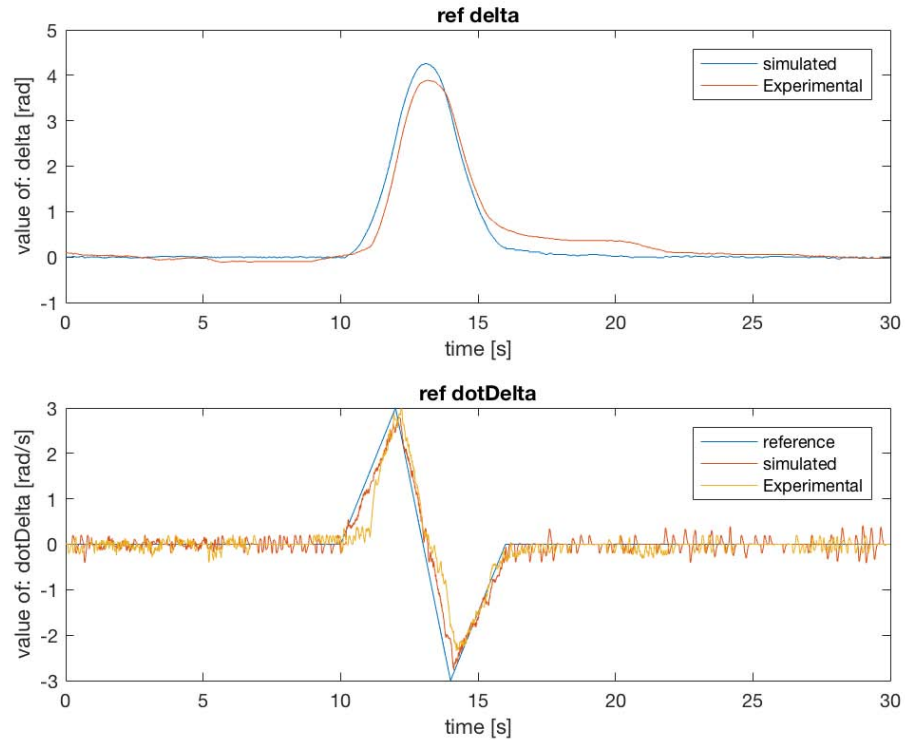 ref delta
value of: delta [rad]
5
4
3
2
1
0
-1
simulated
Experimental
0 5 10 15 20 25 30
time [s]
ref dotDelta
value of: dotDelta [rad/s]
3
2
1
0
-1
-2
-3
reference
simulated
Experimental
0 5 10 15 20 25 30
time [s]